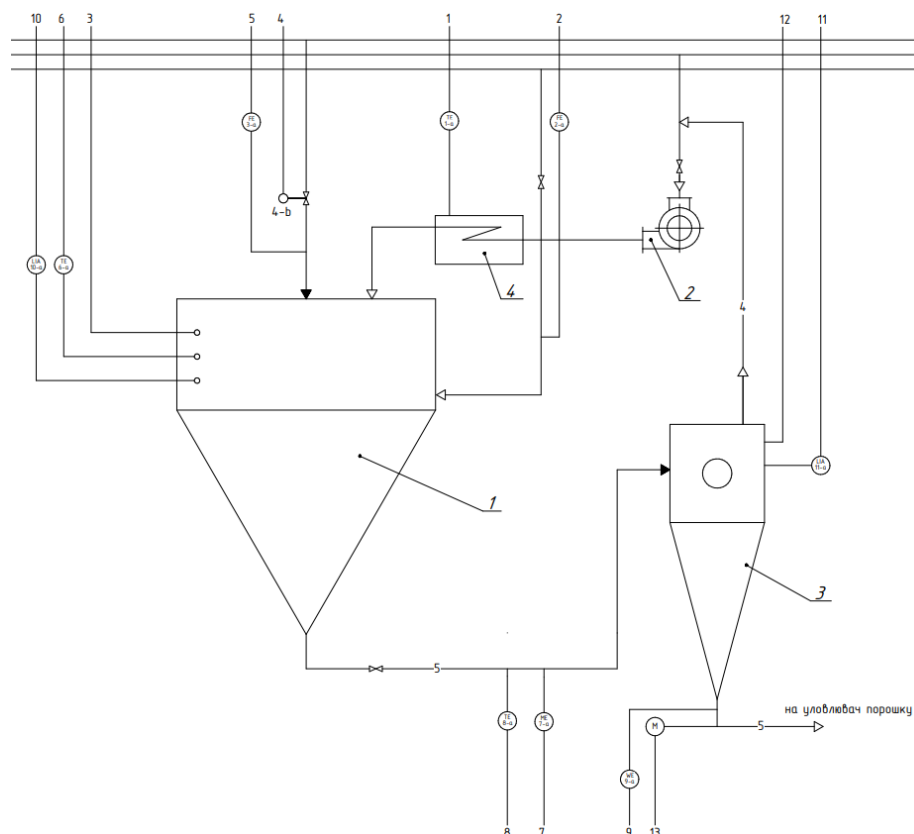 10 6 3 5 4 1 2 12 11
FE
3-а
TE
1-а
FE
2-а
4-b
LIA
10-а
TE
6-а
4
2
4
1
LIA
11-а
3
5
TE
8-а
ME
7-а
на уловлювач порошку
M
5
WE
9-а
8 7 9 13